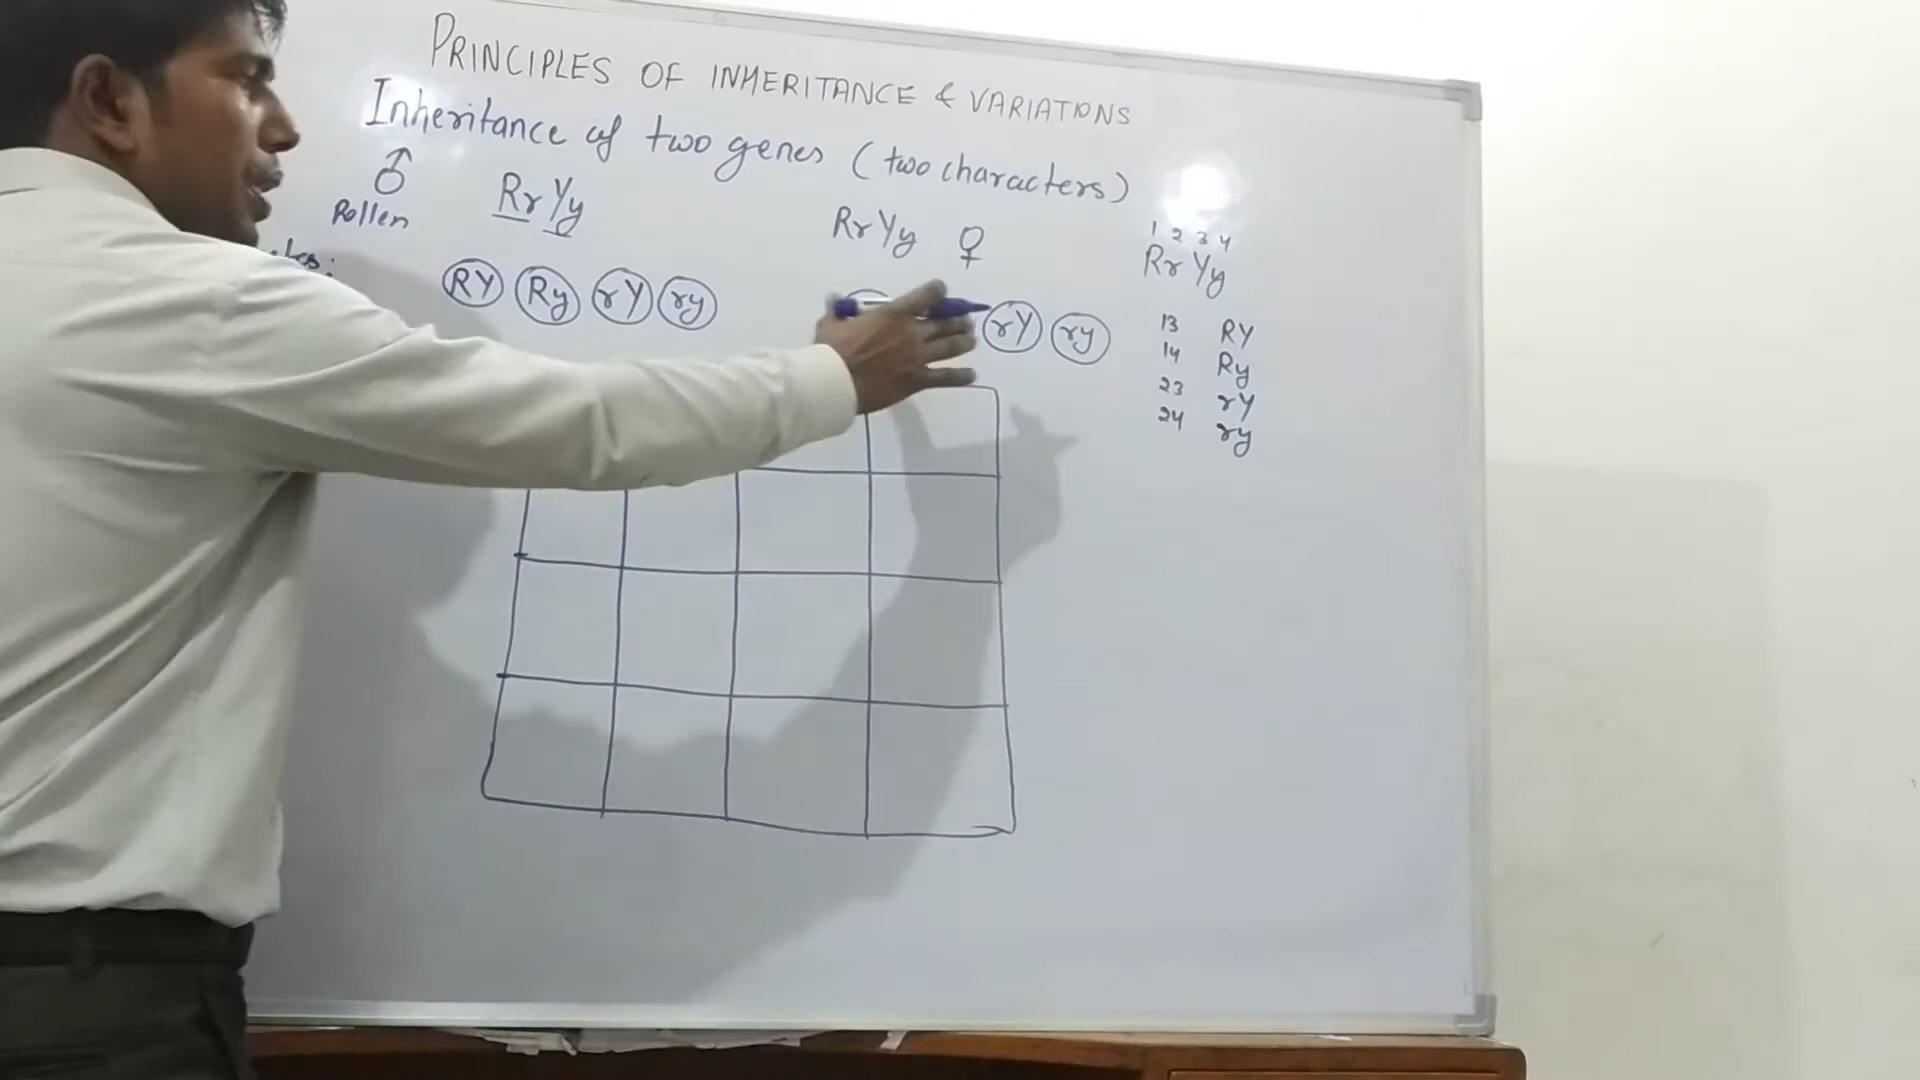 PRINCIPLES OF INHERITANCE & VARIATIONS
Inheritance of two genes (two characters)
♂ RrYy RrYy ♀
Pollen
RY Ry rY ry rY ry
1 2 3 4
RrYy
13 RY
14 Ry
23 rY
24 ry